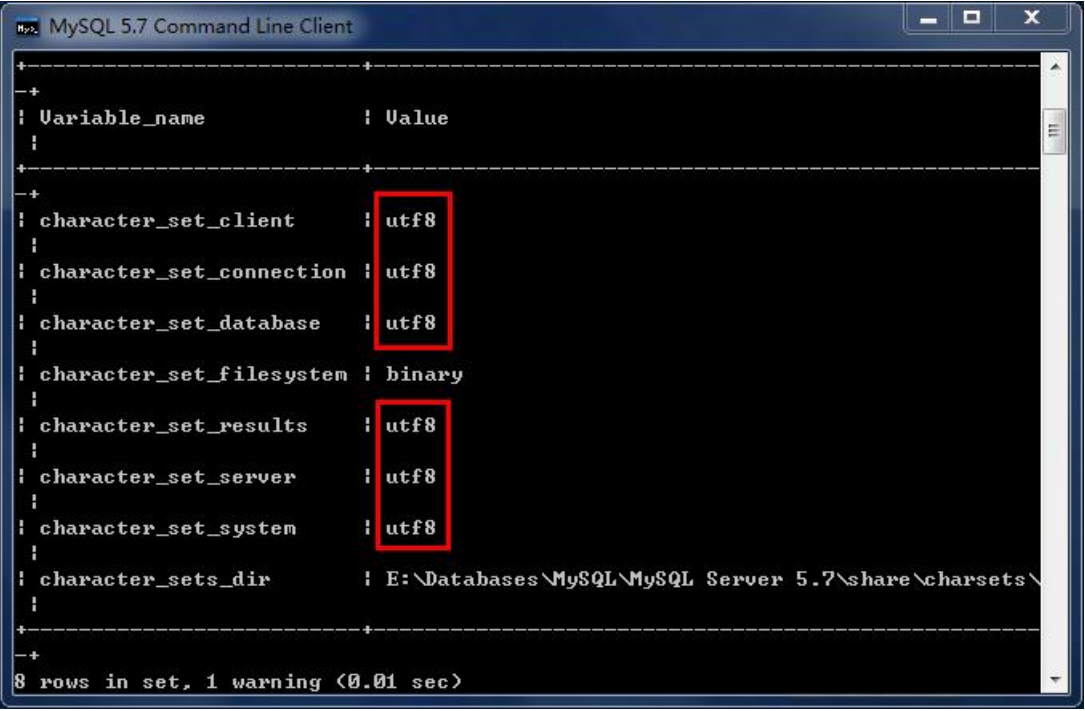 MySQL 5.7 Command Line Client
+---------------------------+--------------------------------------------------
-+
| Variable_name             | Value
 |
+---------------------------+--------------------------------------------------
-+
| character_set_client      | utf8
 |
| character_set_connection | utf8
 |
| character_set_database    | utf8
 |
| character_set_filesystem | binary
 |
| character_set_results     | utf8
 |
| character_set_server      | utf8
 |
| character_set_system      | utf8
 |
| character_sets_dir        | E:\Databases\MySQL\MySQL Server 5.7\share\charsets\
 |
+---------------------------+--------------------------------------------------
-+
8 rows in set, 1 warning (0.01 sec)